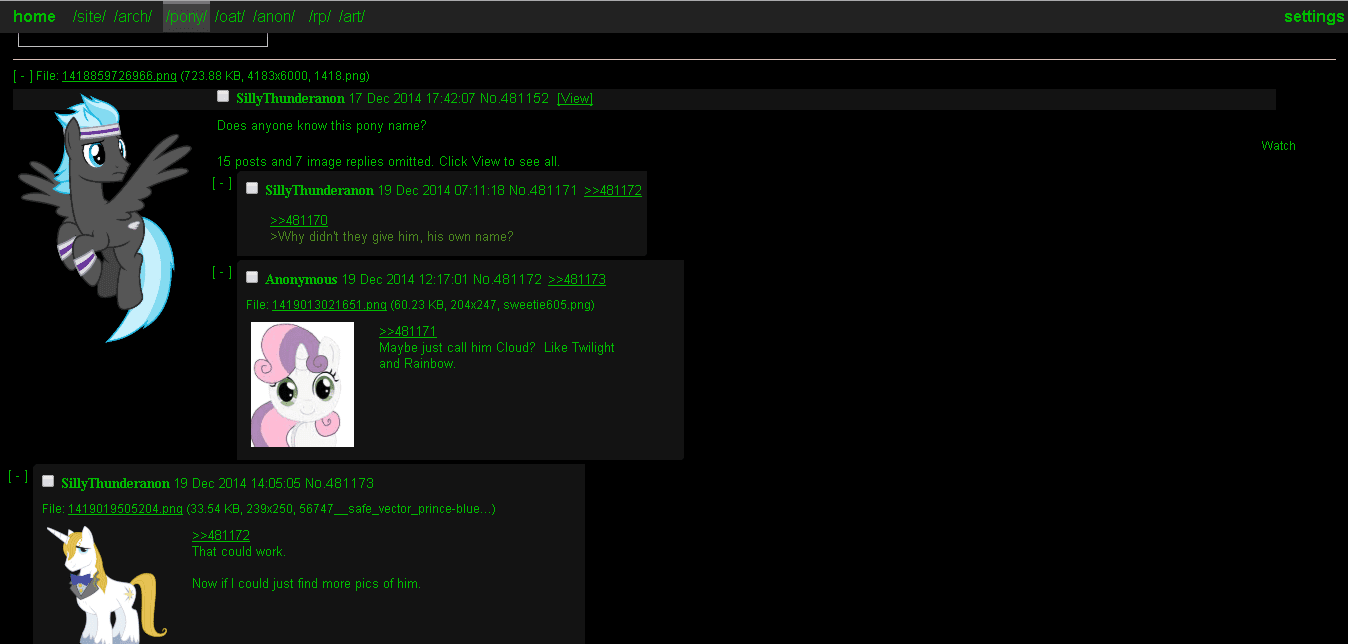 home /site/ /arch/ /pony/ /oat/ /anon/ /rp/ /art/ settings
[ - ] File: 1418859726966.png (723.88 KB, 4183x6000, 1418.png)
SillyThunderanon 17 Dec 2014 17:42:07 No.481152 [View]
Does anyone know this pony name?
Watch
15 posts and 7 image replies omitted. Click View to see all.
[ - ] SillyThunderanon 19 Dec 2014 07:11:18 No.481171 >>481172
>>481170
>Why didn't they give him, his own name?
[ - ] Anonymous 19 Dec 2014 12:17:01 No.481172 >>481173
File: 1419013021651.png (60.23 KB, 204x247, sweetie605.png)
>>481171
Maybe just call him Cloud? Like Twilight
and Rainbow.
[ - ] SillyThunderanon 19 Dec 2014 14:05:05 No.481173
File: 1419019505204.png (33.54 KB, 239x250, 56747__safe_vector_prince-blue...)
>>481172
That could work.
Now if I could just find more pics of him.